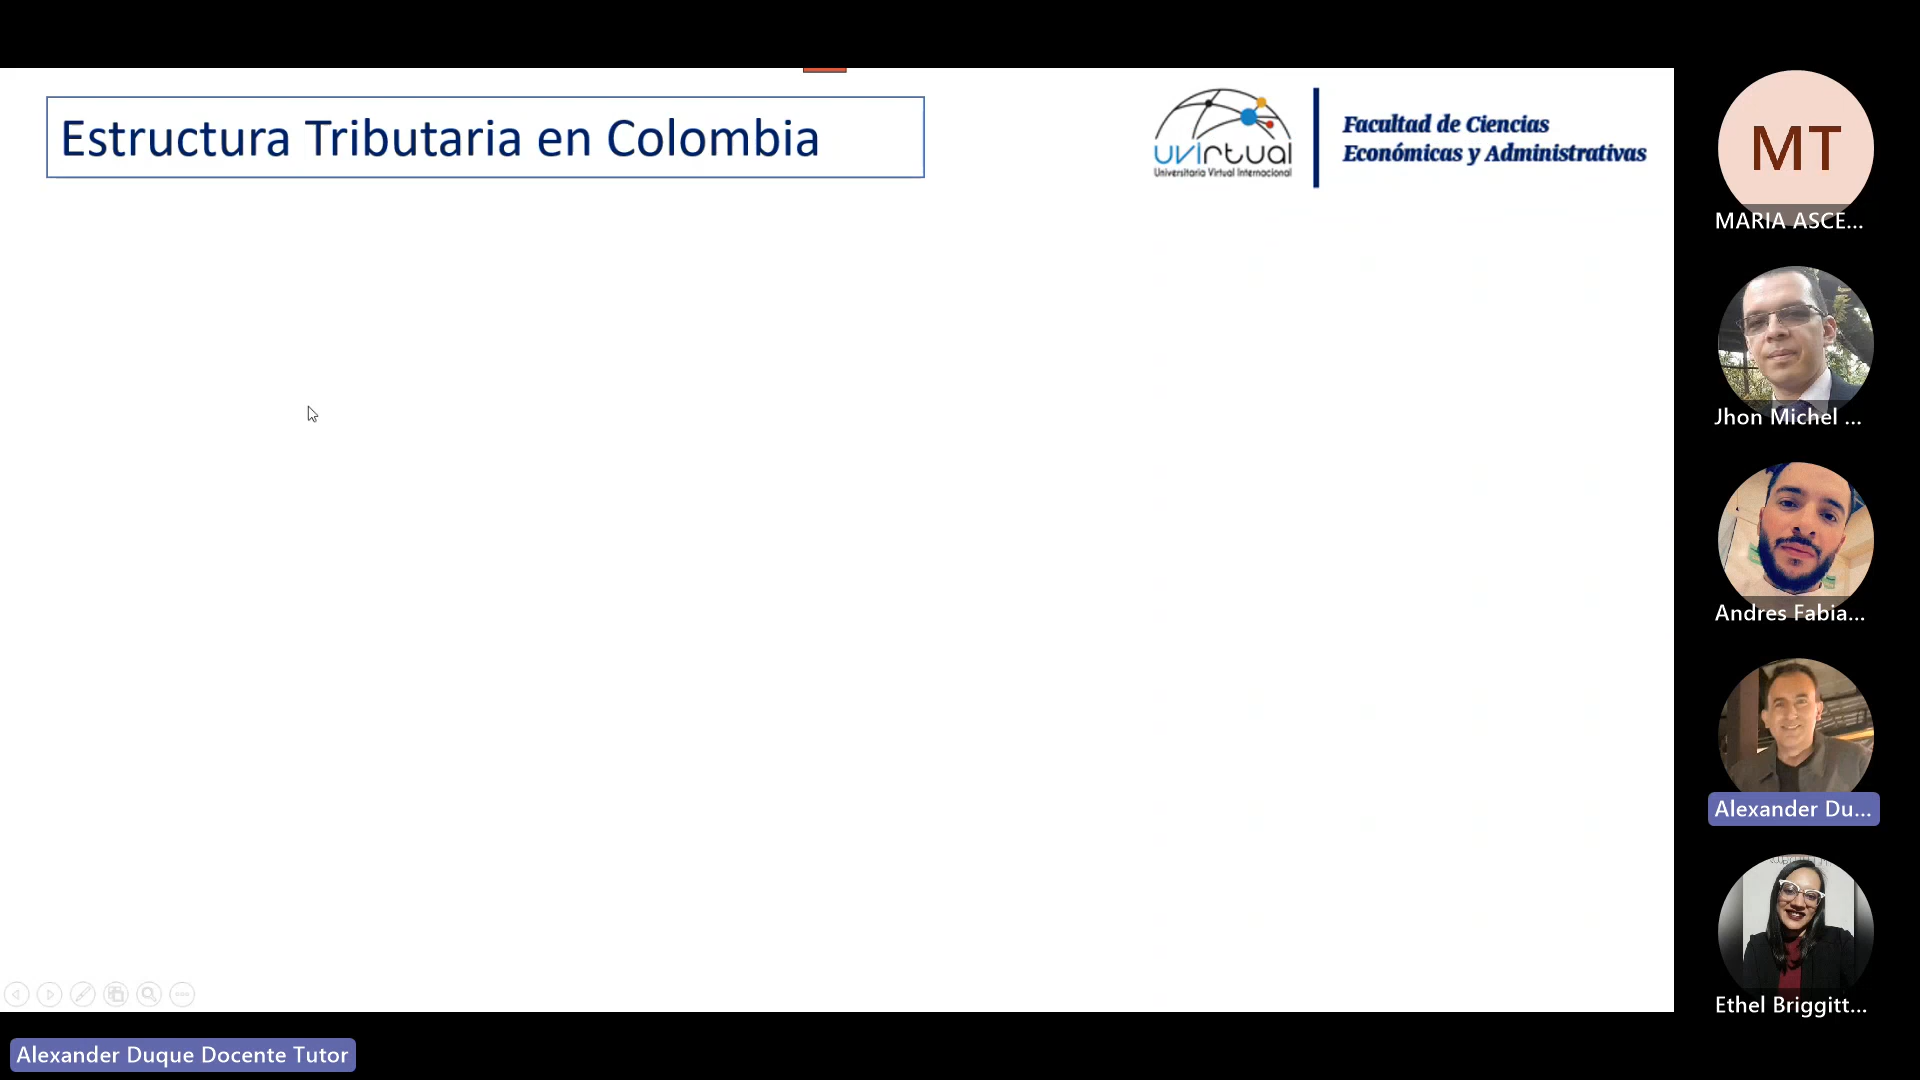 Estructura Tributaria en Colombia
uvirtual
Universitaria Virtual Internacional
Facultad de Ciencias
Económicas y Administrativas
MT
MARIA ASCE...
Jhon Michel ...
Andres Fabia...
Alexander Du...
Ethel Briggitt...
Alexander Duque Docente Tutor